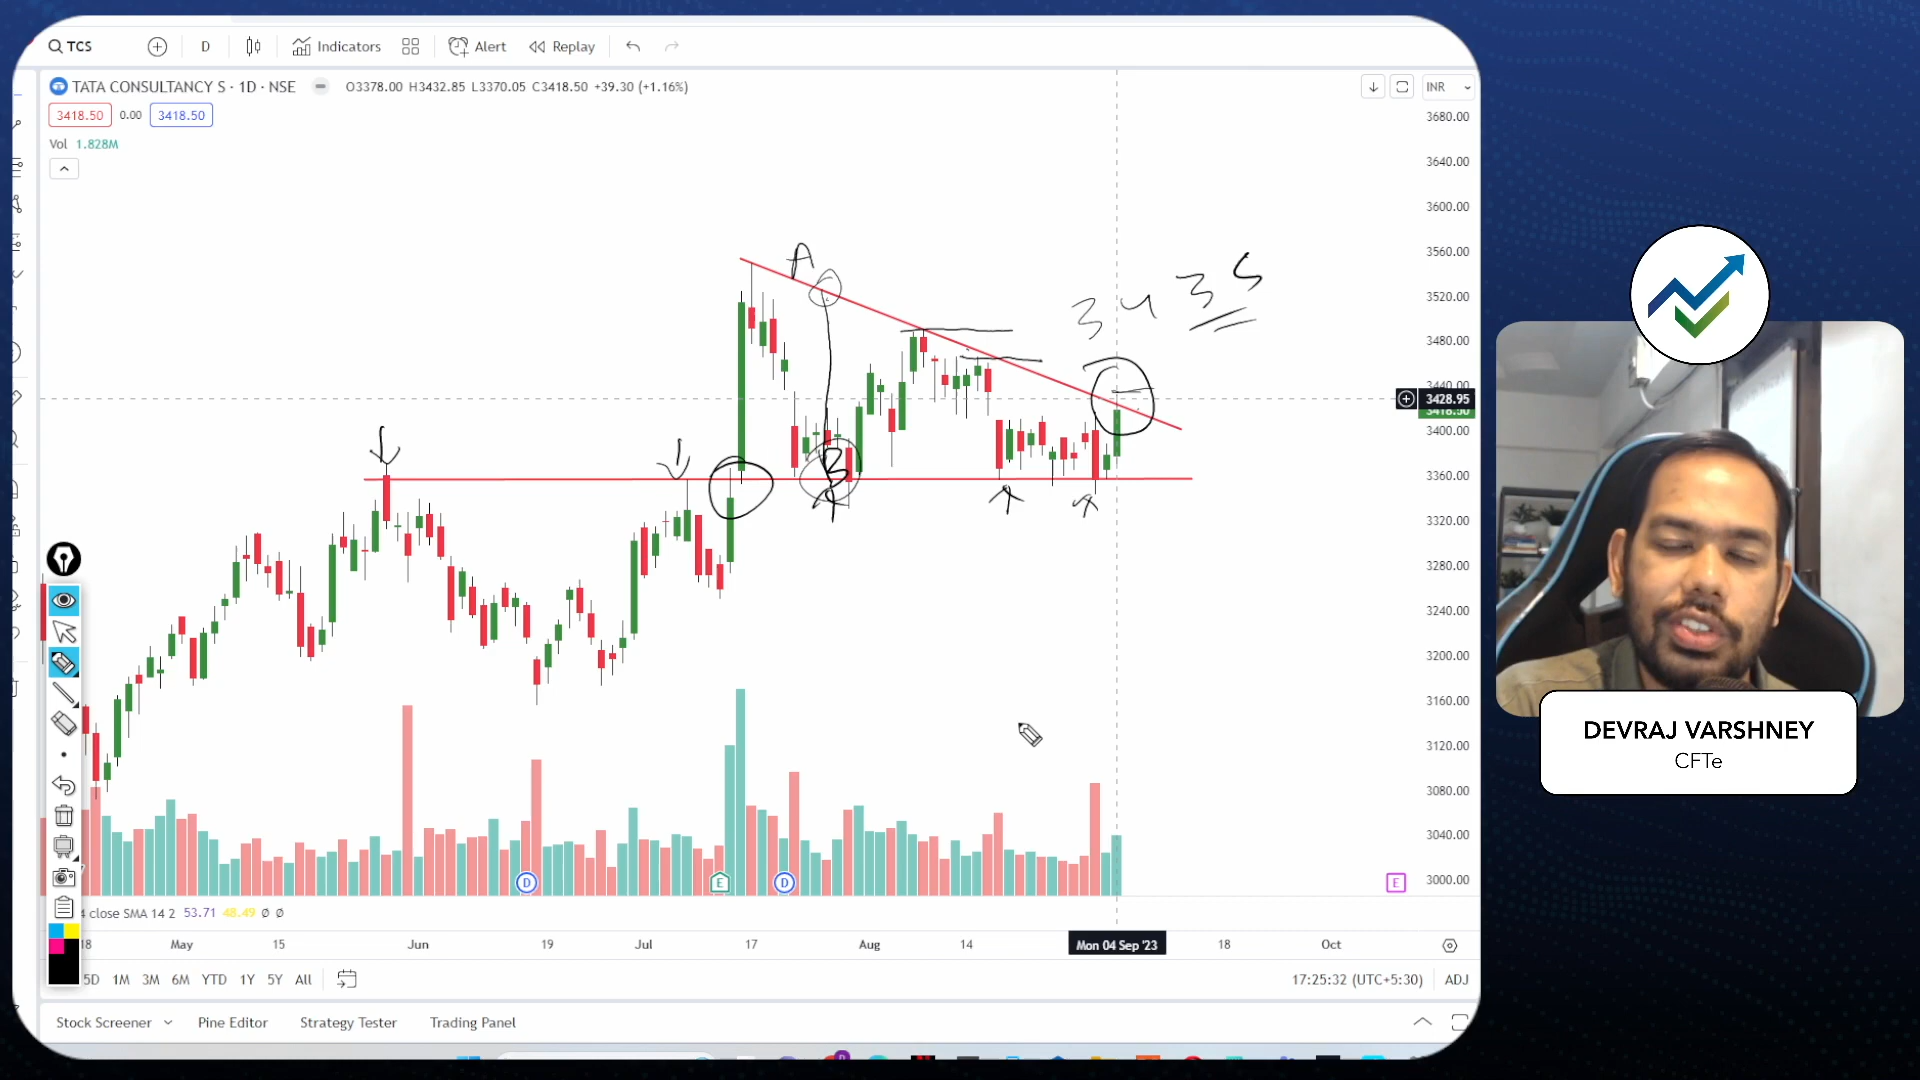 TCS
D
Indicators
Alert
Replay
TATA CONSULTANCY S · 1D · NSE
O3378.00 H3432.85 L3370.05 C3418.50 +39.30 (+1.16%)
INR
3418.50
0.00
3418.50
Vol 1.828M
3680.00
3640.00
3600.00
3560.00
3520.00
3480.00
3440.00
3428.95
3418.50
3400.00
3360.00
3320.00
3280.00
3240.00
3200.00
3160.00
3120.00
3080.00
3040.00
3000.00
A
B
3435
D
E
D
E
4 close SMA 14 2 53.71 48.49 ∅ ∅
18
May
15
Jun
19
Jul
17
Aug
14
Mon 04 Sep '23
18
Oct
5D 1M 3M 6M YTD 1Y 5Y All
17:25:32 (UTC+5:30)
ADJ
Stock Screener
Pine Editor
Strategy Tester
Trading Panel
DEVRAJ VARSHNEY
CFTe